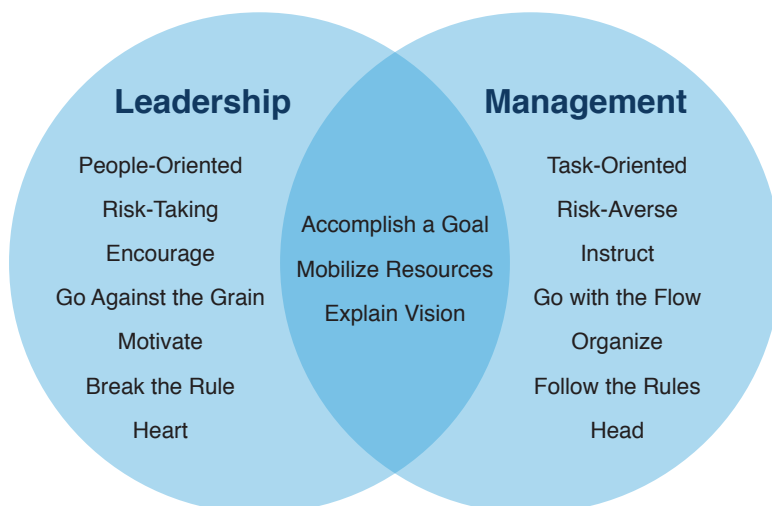 Leadership
People-Oriented
Risk-Taking
Encourage
Go Against the Grain
Motivate
Break the Rule
Heart
Accomplish a Goal
Mobilize Resources
Explain Vision
Management
Task-Oriented
Risk-Averse
Instruct
Go with the Flow
Organize
Follow the Rules
Head